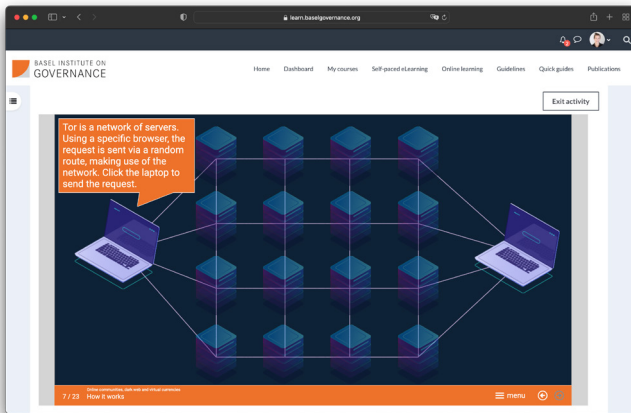 learn.baselgovernance.org
BASEL INSTITUTE ON
GOVERNANCE
Home Dashboard My courses Self-paced eLearning Online learning Guidelines Quick guides Publications
Exit activity
Tor is a network of servers.
Using a specific browser, the
request is sent via a random
route, making use of the
network. Click the laptop to
send the request.
Online communities, dark web and virtual currencies
7 / 23 How it works
menu